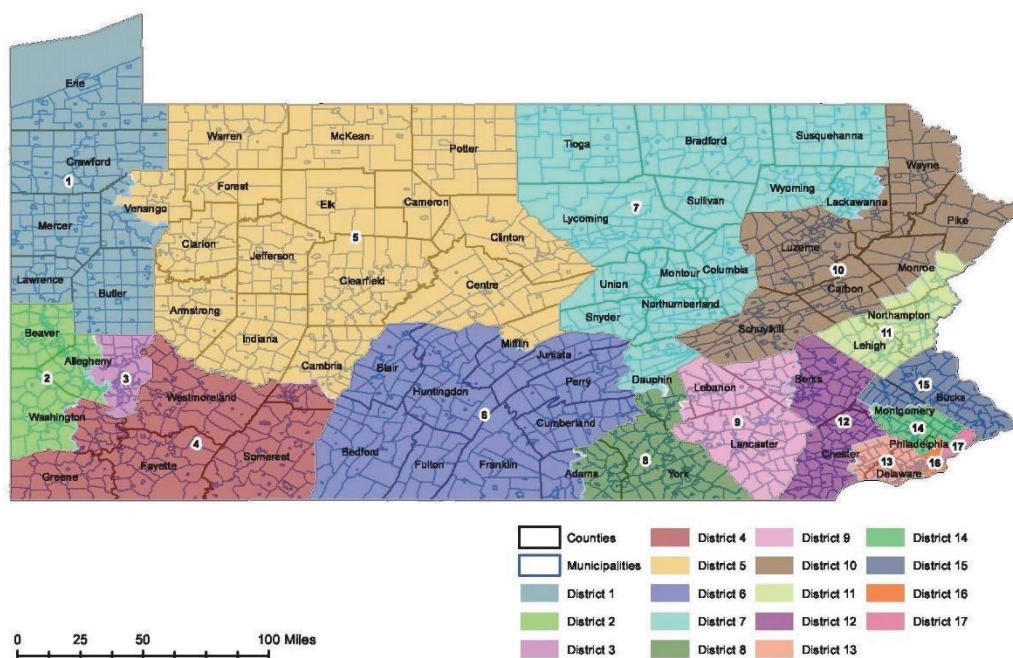 Erie
Warren
McKean
Potter
Tioga
Bradford
Susquehanna
Wayne
Crawford
1
Forest
Venango
Elk
Cameron
Wyoming
Lackawanna
Sullivan
7
Lycoming
Pike
Mercer
Clarion
Jefferson
5
Clinton
Luzerne
10
Monroe
Lawrence
Butler
Clearfield
Centre
Union
Montour
Columbia
Carbon
Armstrong
Northumberland
Snyder
Schuylkill
Northampton
11
Lehigh
Beaver
Indiana
Mifflin
Juniata
Allegheny
3
2
Cambria
Blair
Huntingdon
Perry
Dauphin
Lebanon
Berks
15
Bucks
Washington
Westmoreland
4
6
Cumberland
9
Lancaster
12
Montgomery
14
Philadelphia
17
Greene
Fayette
Somerset
Bedford
Fulton
Franklin
Adams
8
York
Chester
13
16
Delaware
Counties
District 4
District 9
District 14
Municipalities
District 5
District 10
District 15
District 1
District 6
District 11
District 16
District 2
District 7
District 12
District 17
District 3
District 8
District 13
0 25 50 100 Miles